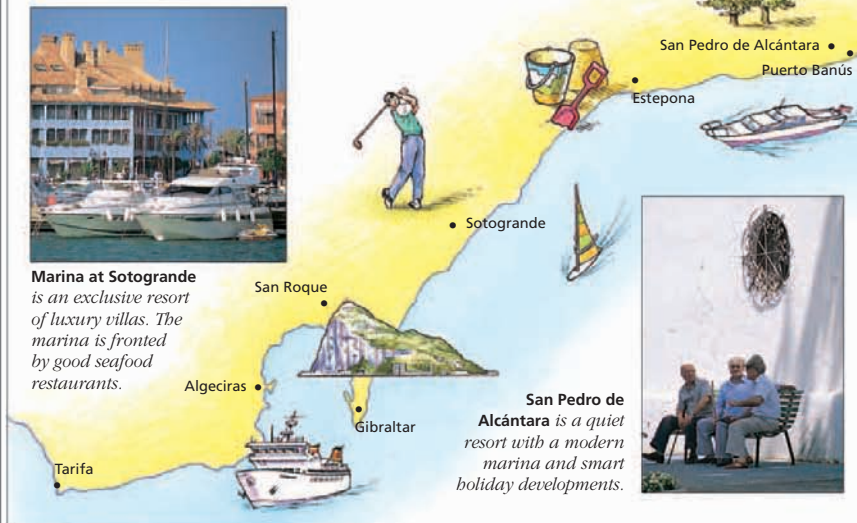 San Pedro de Alcántara
Puerto Banús
Estepona
Sotogrande
Marina at Sotogrande
is an exclusive resort
of luxury villas. The
marina is fronted
by good seafood
restaurants.
San Roque
Algeciras
Gibraltar
Tarifa
San Pedro de
Alcántara is a quiet
resort with a modern
marina and smart
holiday developments.